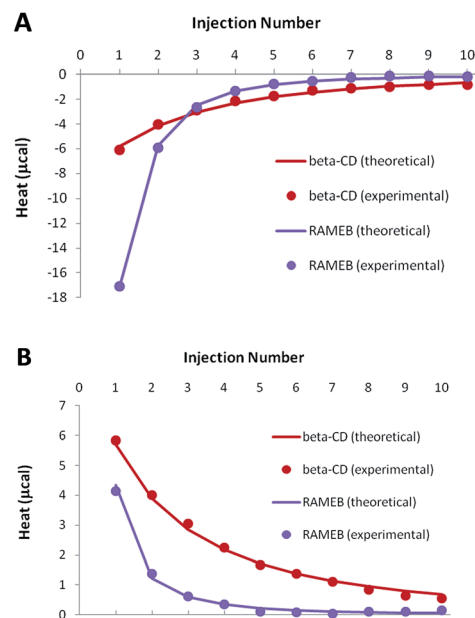 A
Injection Number
0 1 2 3 4 5 6 7 8 9 10
0
-2
-4
-6
-8
-10
-12
-14
-16
-18
Heat (µcal)
beta-CD (theoretical)
beta-CD (experimental)
RAMEB (theoretical)
RAMEB (experimental)
B
Injection Number
0 1 2 3 4 5 6 7 8 9 10
7
6
5
4
3
2
1
0
Heat (µcal)
beta-CD (theoretical)
beta-CD (experimental)
RAMEB (theoretical)
RAMEB (experimental)